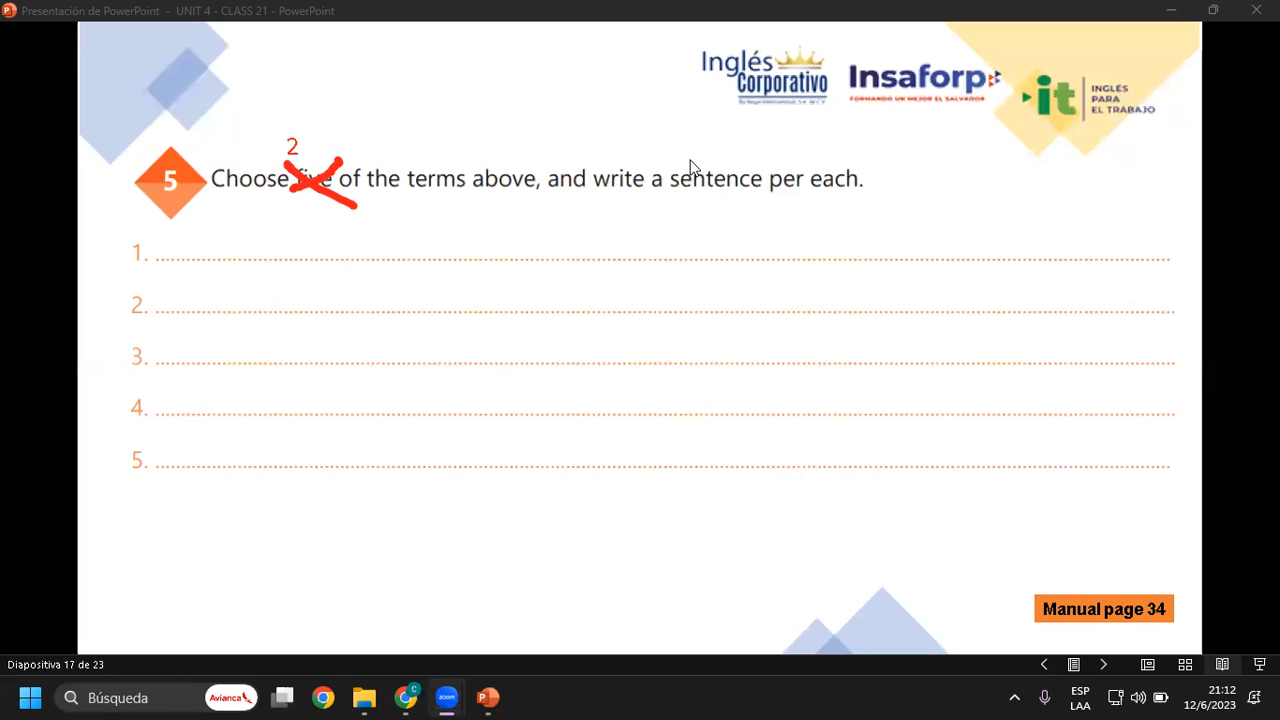 Presentación de PowerPoint - UNIT 4 - CLASS 21 - PowerPoint
Inglés
Corporativo
Insaforp
FORMANDO UN MEJOR EL SALVADOR
it
INGLÉS
PARA
EL TRABAJO
2
5 Choose five of the terms above, and write a sentence per each.
1.
2.
3.
4.
5.
Manual page 34
Diapositiva 17 de 23
Búsqueda
Avianca
C
zoom
ESP
LAA
21:12
12/6/2023